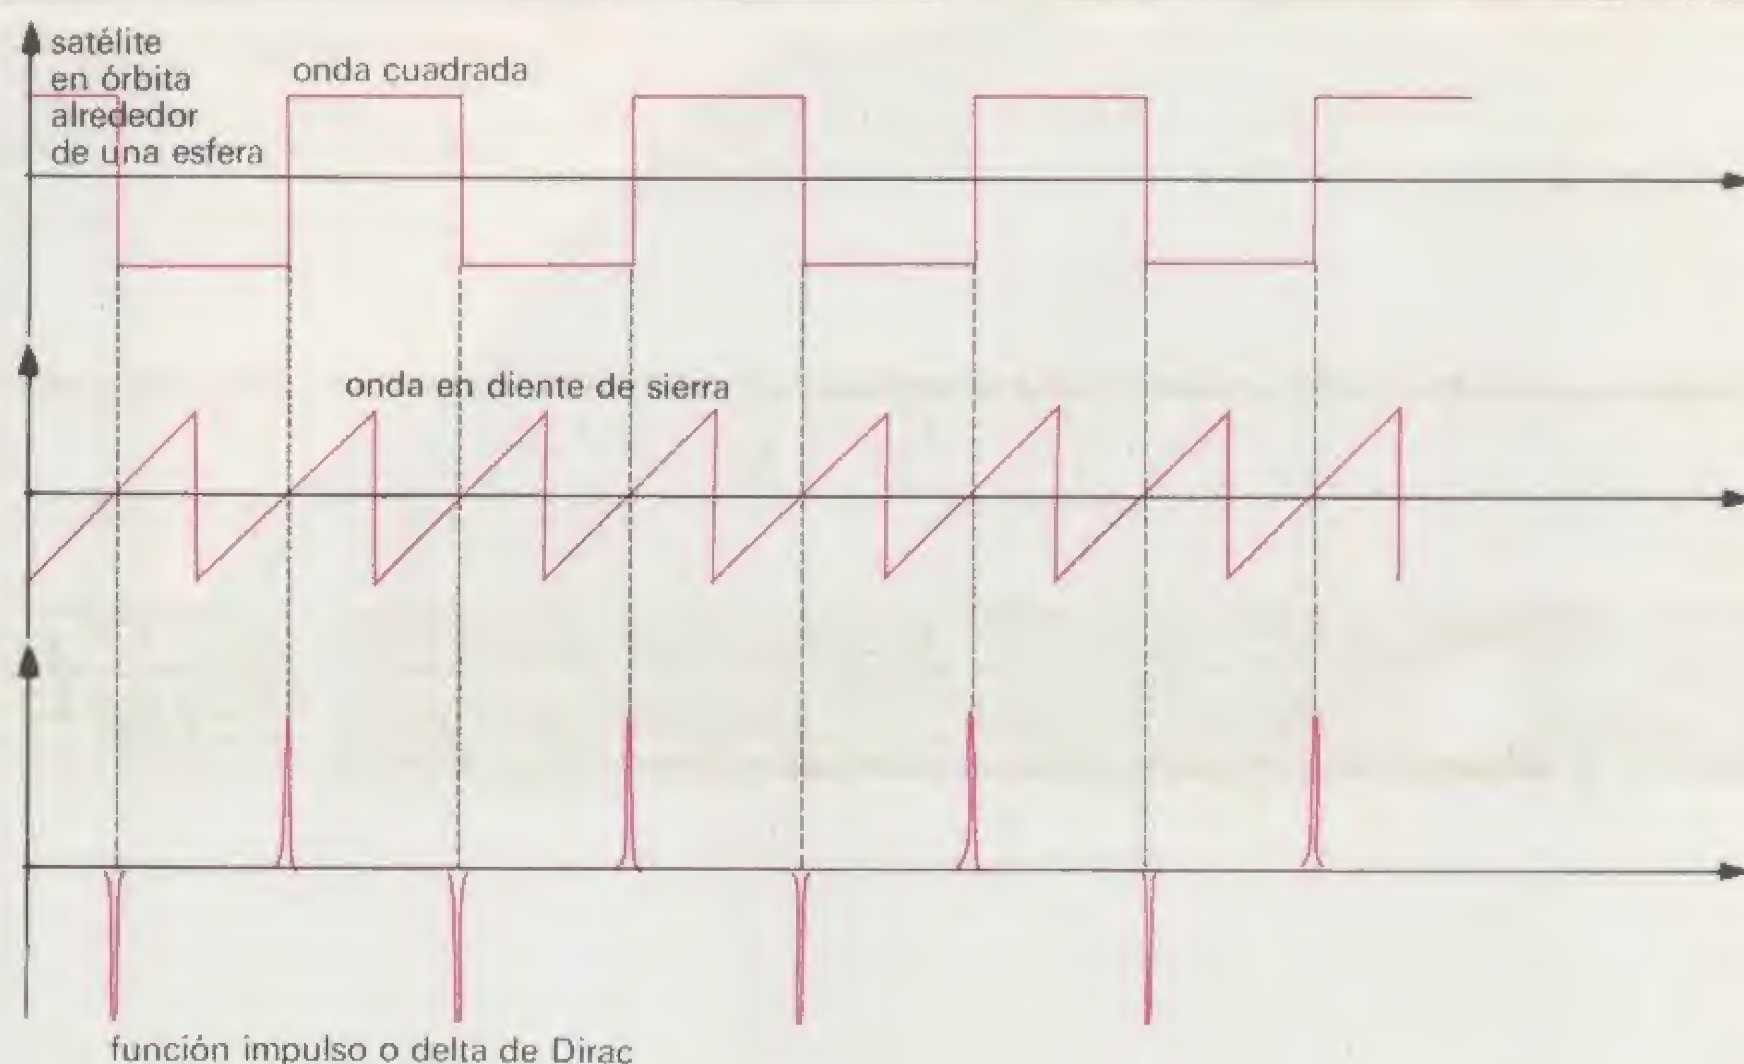 satélite
en órbita
alrededor
de una esfera
onda cuadrada
onda en diente de sierra
función impulso o delta de Dirac